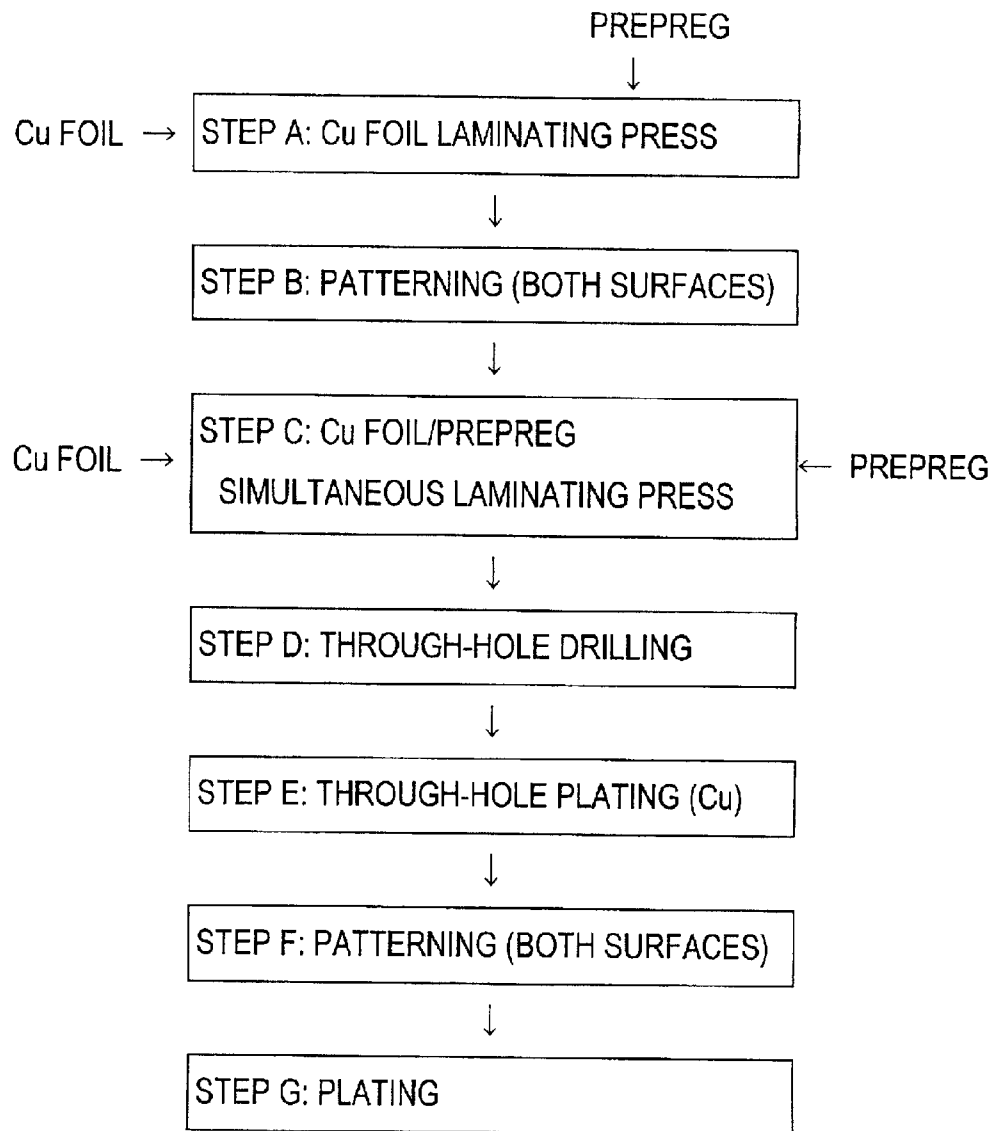 PREPREG
↓
Cu FOIL → STEP A: Cu FOIL LAMINATING PRESS
↓
STEP B: PATTERNING (BOTH SURFACES)
↓
STEP C: Cu FOIL/PREPREG
Cu FOIL → ← PREPREG
SIMULTANEOUS LAMINATING PRESS
↓
STEP D: THROUGH-HOLE DRILLING
↓
STEP E: THROUGH-HOLE PLATING (Cu)
↓
STEP F: PATTERNING (BOTH SURFACES)
↓
STEP G: PLATING